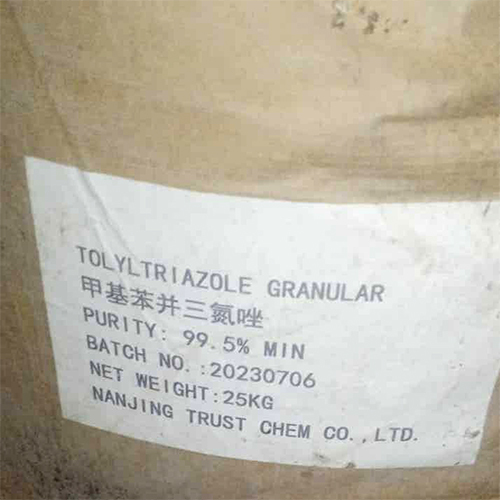 TOLYLTRIAZOLE GRANULAR
甲基苯并三氮唑
PURITY: 99.5% MIN
BATCH NO.:20230706
NET WEIGHT:25KG
NANJING TRUST CHEM CO.,LTD.